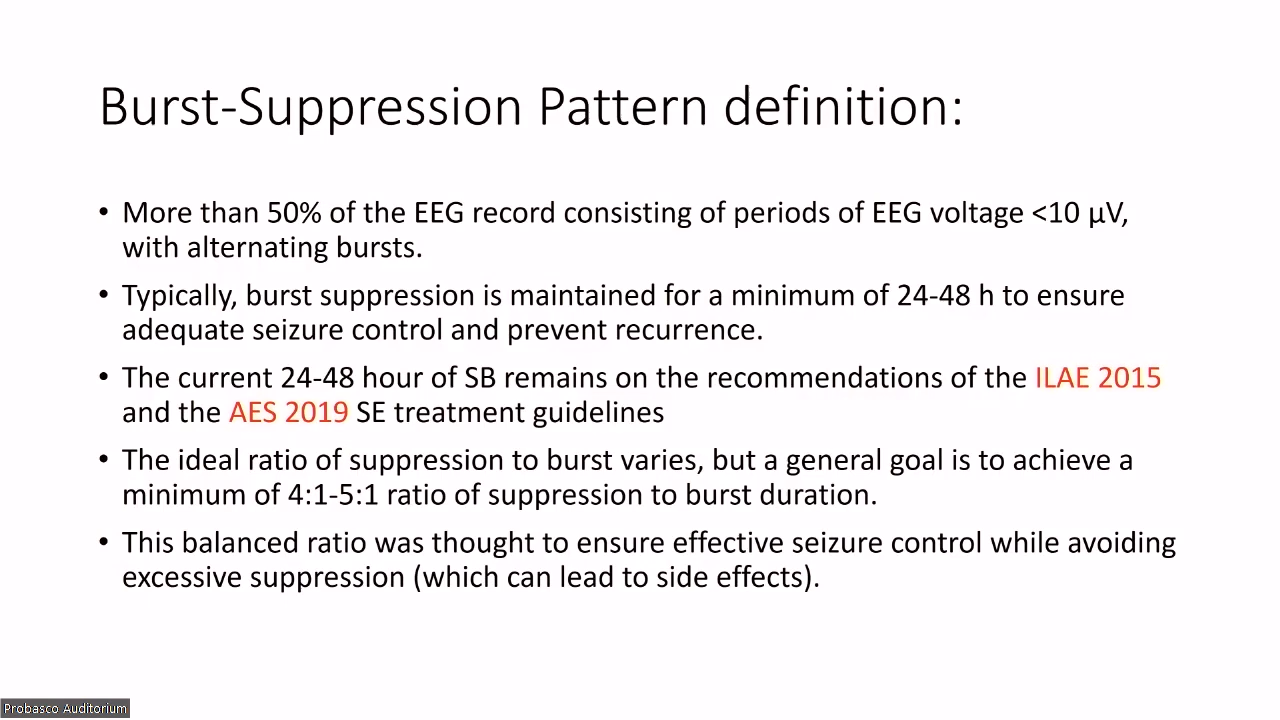 Burst-Suppression Pattern definition:
• More than 50% of the EEG record consisting of periods of EEG voltage <10 µV,
with alternating bursts.
• Typically, burst suppression is maintained for a minimum of 24-48 h to ensure
adequate seizure control and prevent recurrence.
• The current 24-48 hour of SB remains on the recommendations of the ILAE 2015
and the AES 2019 SE treatment guidelines
• The ideal ratio of suppression to burst varies, but a general goal is to achieve a
minimum of 4:1-5:1 ratio of suppression to burst duration.
• This balanced ratio was thought to ensure effective seizure control while avoiding
excessive suppression (which can lead to side effects).
Probasco Auditorium